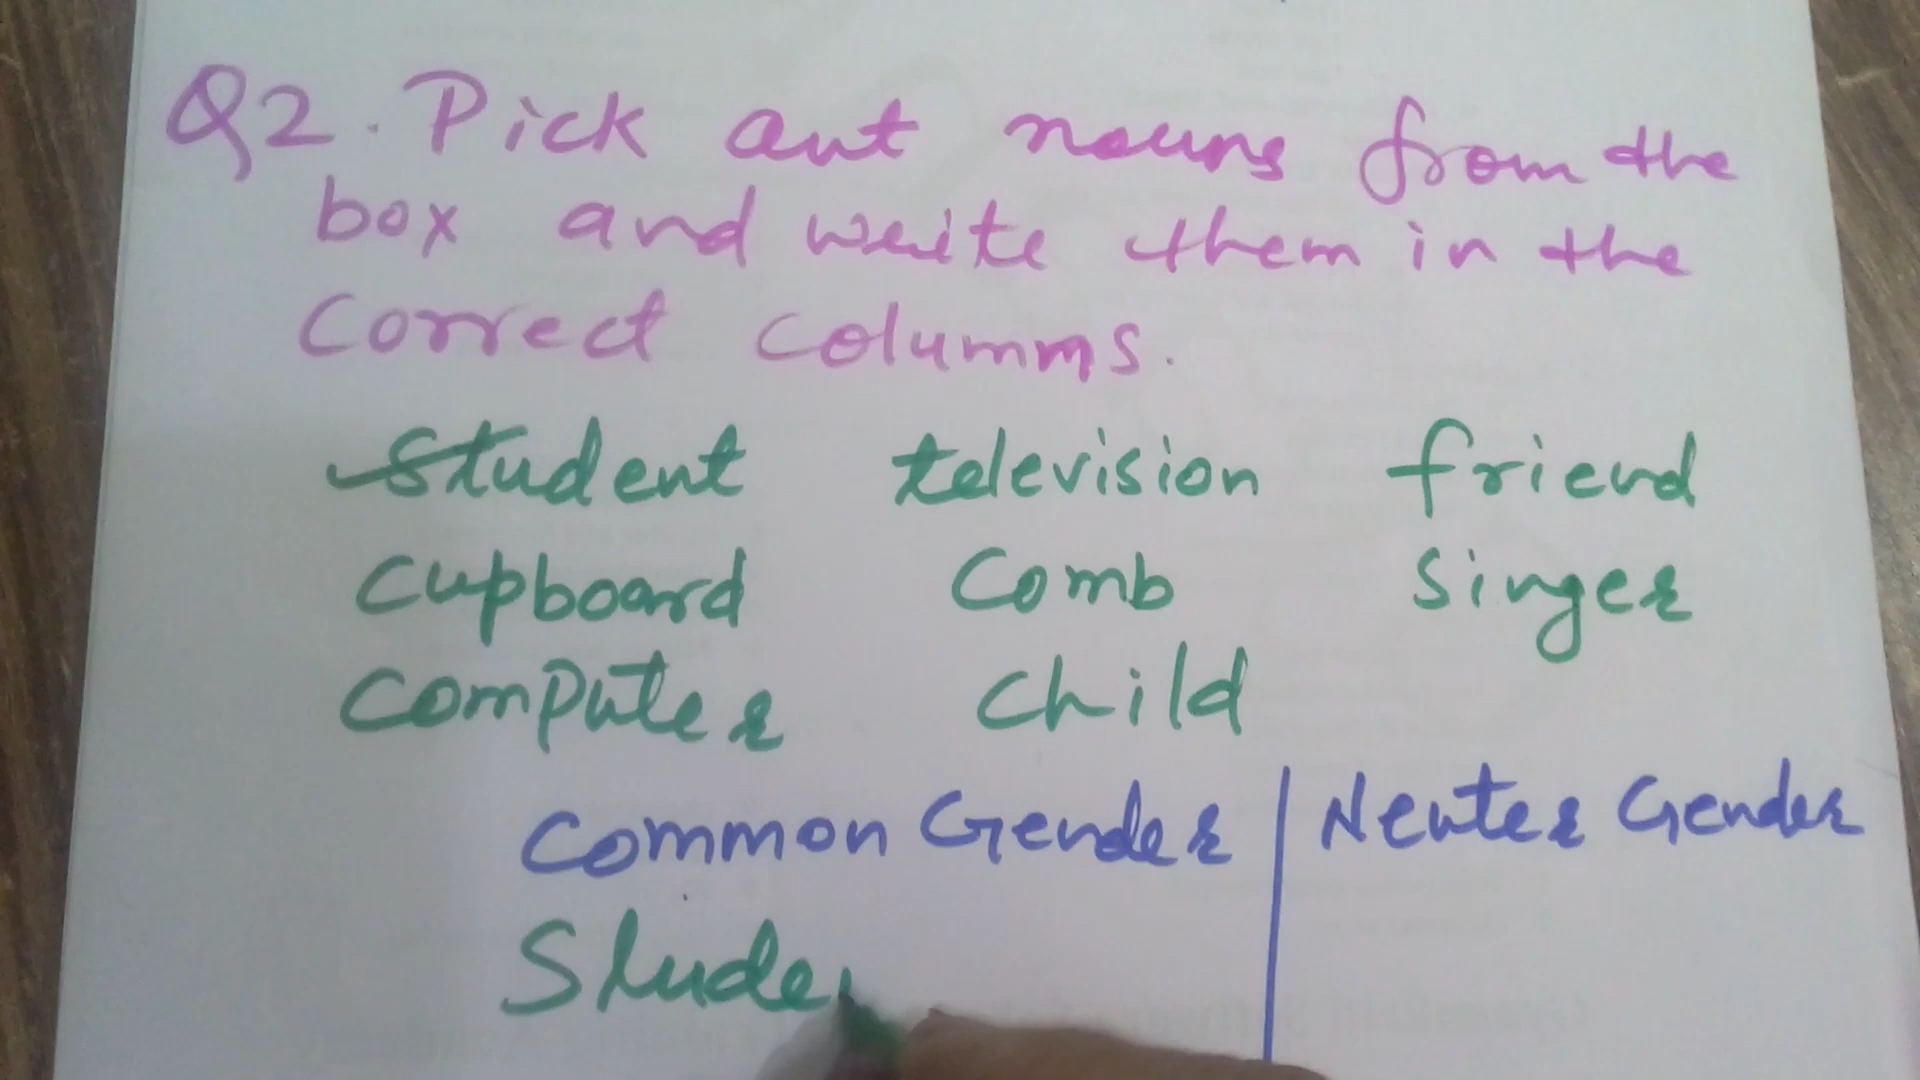 Q2. Pick out nouns from the
box and write them in the
correct columns.
Student television friend
Cupboard Comb Singer
Computer Child
Common Gender Neuter Gender
Stude